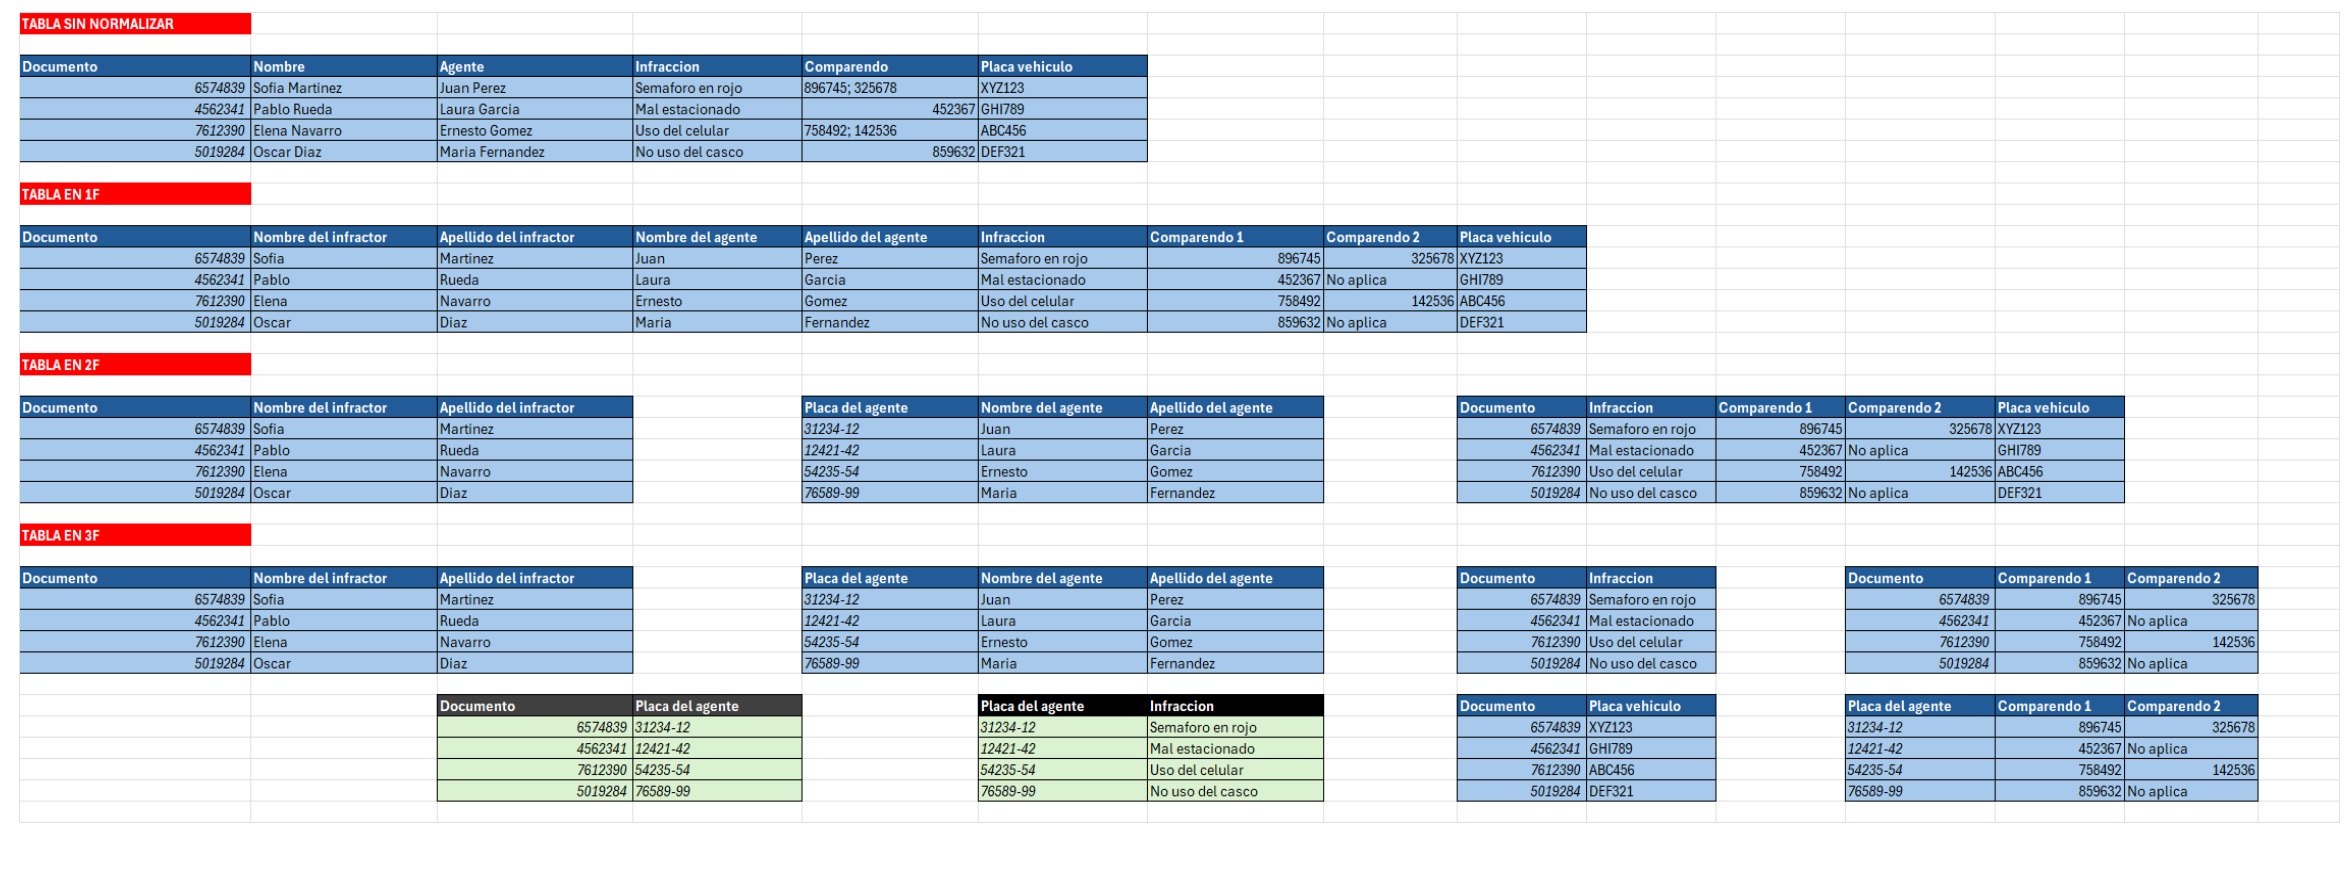 TABLA SIN NORMALIZAR
Documento Nombre Agente Infraccion Comparendo Placa vehiculo
6574839 Sofia Martinez Juan Perez Semaforo en rojo 896745; 325678 XYZ123
4562341 Pablo Rueda Laura Garcia Mal estacionado 452367 GHI789
7612390 Elena Navarro Ernesto Gomez Uso del celular 758492; 142536 ABC456
5019284 Oscar Diaz Maria Fernandez No uso del casco 859632 DEF321
TABLA EN 1F
Documento Nombre del infractor Apellido del infractor Nombre del agente Apellido del agente Infraccion Comparendo 1 Comparendo 2 Placa vehiculo
6574839 Sofia Martinez Juan Perez Semaforo en rojo 896745 325678 XYZ123
4562341 Pablo Rueda Laura Garcia Mal estacionado 452367 No aplica GHI789
7612390 Elena Navarro Ernesto Gomez Uso del celular 758492 142536 ABC456
5019284 Oscar Diaz Maria Fernandez No uso del casco 859632 No aplica DEF321
TABLA EN 2F
Documento Nombre del infractor Apellido del infractor Placa del agente Nombre del agente Apellido del agente Documento Infraccion Comparendo 1 Comparendo 2 Placa vehiculo
6574839 Sofia Martinez 31234-12 Juan Perez 6574839 Semaforo en rojo 896745 325678 XYZ123
4562341 Pablo Rueda 12421-42 Laura Garcia 4562341 Mal estacionado 452367 No aplica GHI789
7612390 Elena Navarro 54235-54 Ernesto Gomez 7612390 Uso del celular 758492 142536 ABC456
5019284 Oscar Diaz 76589-99 Maria Fernandez 5019284 No uso del casco 859632 No aplica DEF321
TABLA EN 3F
Documento Nombre del infractor Apellido del infractor Placa del agente Nombre del agente Apellido del agente Documento Infraccion Documento Comparendo 1 Comparendo 2
6574839 Sofia Martinez 31234-12 Juan Perez 6574839 Semaforo en rojo 6574839 896745 325678
4562341 Pablo Rueda 12421-42 Laura Garcia 4562341 Mal estacionado 4562341 452367 No aplica
7612390 Elena Navarro 54235-54 Ernesto Gomez 7612390 Uso del celular 7612390 758492 142536
5019284 Oscar Diaz 76589-99 Maria Fernandez 5019284 No uso del casco 5019284 859632 No aplica
Documento Placa del agente Placa del agente Infraccion Documento Placa vehiculo Placa del agente Comparendo 1 Comparendo 2
6574839 31234-12 31234-12 Semaforo en rojo 6574839 XYZ123 31234-12 896745 325678
4562341 12421-42 12421-42 Mal estacionado 4562341 GHI789 12421-42 452367 No aplica
7612390 54235-54 54235-54 Uso del celular 7612390 ABC456 54235-54 758492 142536
5019284 76589-99 76589-99 No uso del casco 5019284 DEF321 76589-99 859632 No aplica